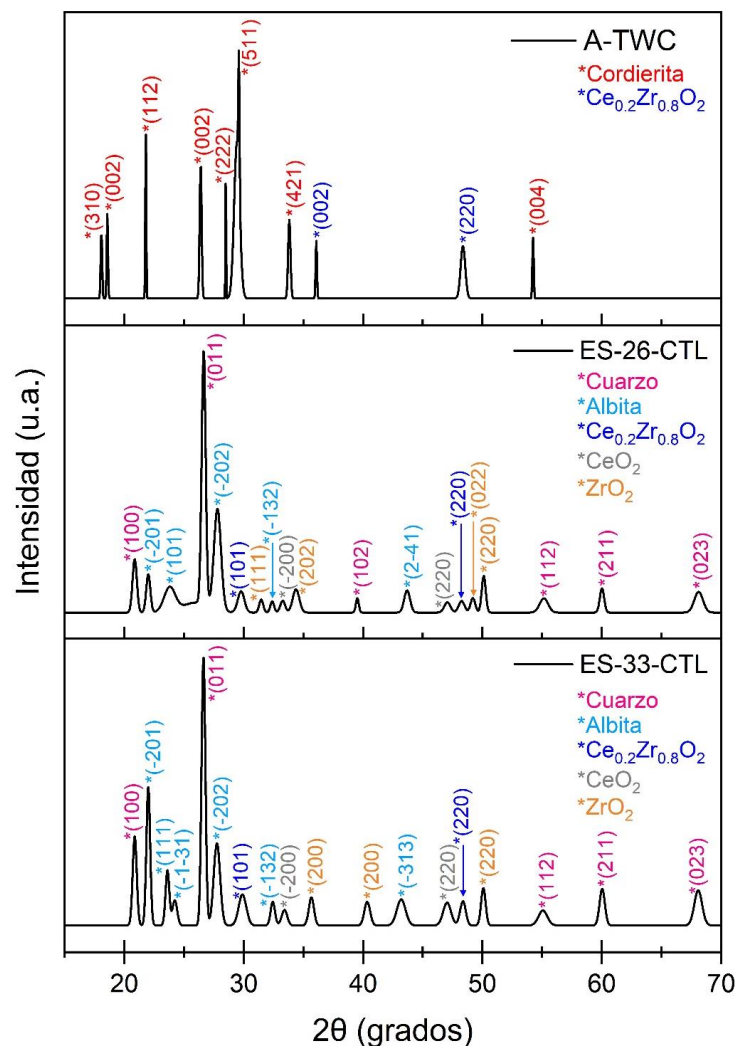 A-TWC
*Cordierita
*Ce0.2Zr0.8O2
*(310)
*(002)
*(112)
*(002)
*(222)
*(511)
*(421)
*(002)
*(220)
*(004)
Intensidad (u.a.)
ES-26-CTL
*Cuarzo
*Albita
*Ce0.2Zr0.8O2
*CeO2
*ZrO2
*(100)
*(-201)
*(101)
*(011)
*(-202)
*(101)
*(111)
*(-132)
*(-200)
*(202)
*(102)
*(2-41)
*(220)
*(220)
*(022)
*(220)
*(112)
*(211)
*(023)
ES-33-CTL
*Cuarzo
*Albita
*Ce0.2Zr0.8O2
*CeO2
*ZrO2
*(100)
*(-201)
*(111)
*(-1-31)
*(011)
*(-202)
*(101)
*(-132)
*(-200)
*(200)
*(200)
*(-313)
*(220)
*(220)
*(220)
*(112)
*(211)
*(023)
20 30 40 50 60 70
2θ (grados)